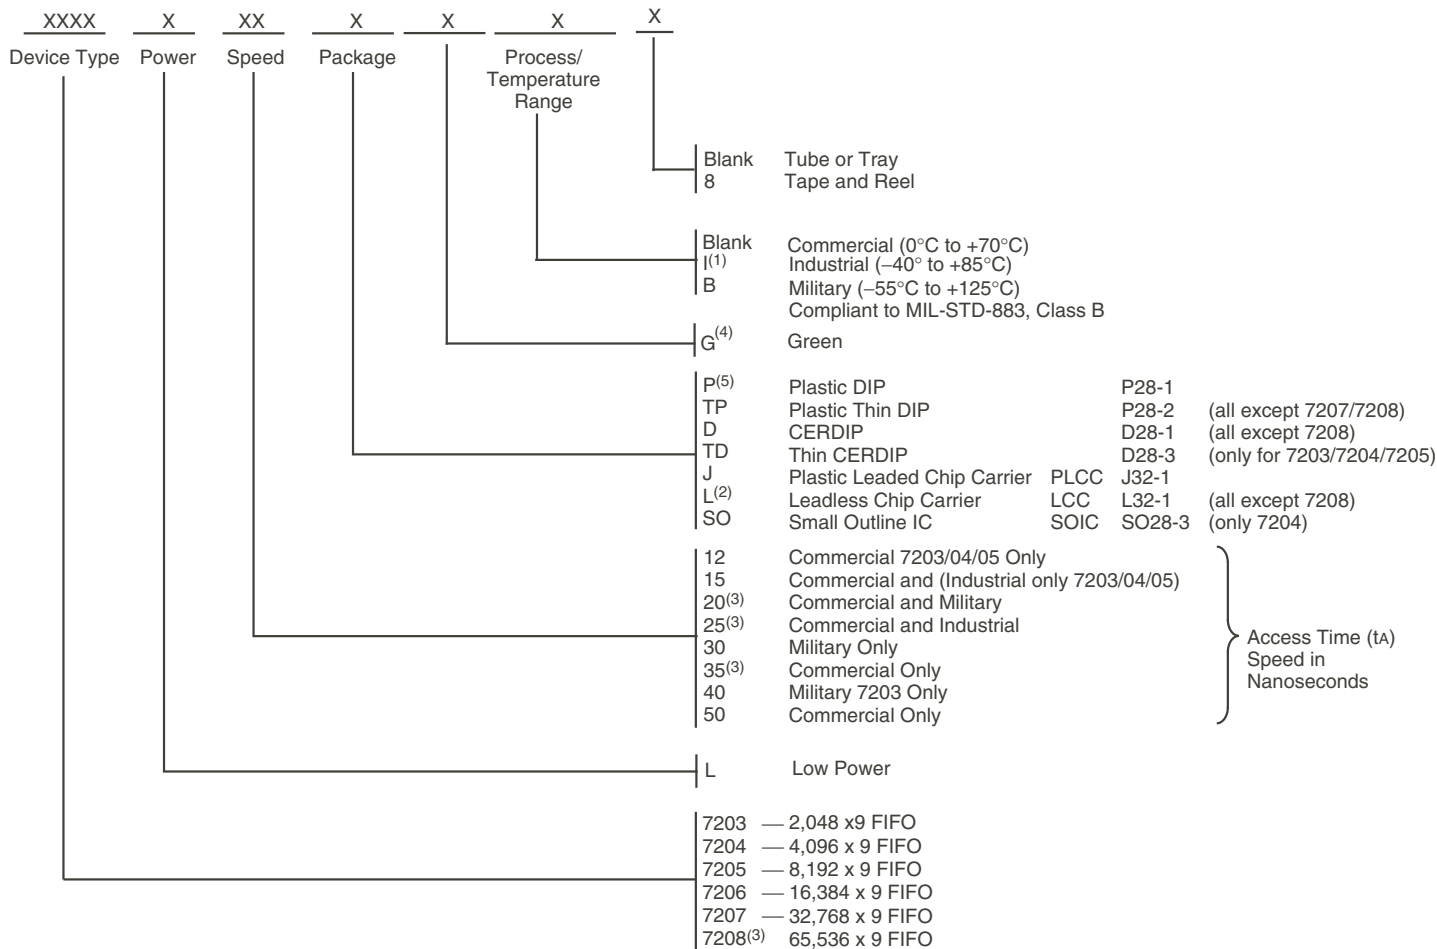 XXXX X XX X X X X
Device Type Power Speed Package Process/
Temperature
Range
Blank Tube or Tray
8 Tape and Reel
Blank Commercial (0°C to +70°C)
I(1) Industrial (–40° to +85°C)
B Military (–55°C to +125°C)
Compliant to MIL-STD-883, Class B
G(4) Green
P(5) Plastic DIP P28-1
TP Plastic Thin DIP P28-2 (all except 7207/7208)
D CERDIP D28-1 (all except 7208)
TD Thin CERDIP D28-3 (only for 7203/7204/7205)
J Plastic Leaded Chip Carrier PLCC J32-1
L(2) Leadless Chip Carrier LCC L32-1 (all except 7208)
SO Small Outline IC SOIC SO28-3 (only 7204)
12 Commercial 7203/04/05 Only
15 Commercial and (Industrial only 7203/04/05)
20(3) Commercial and Military
25(3) Commercial and Industrial
30 Military Only
35(3) Commercial Only
40 Military 7203 Only
50 Commercial Only
Access Time (tA)
Speed in
Nanoseconds
L Low Power
7203 — 2,048 x9 FIFO
7204 — 4,096 x 9 FIFO
7205 — 8,192 x 9 FIFO
7206 — 16,384 x 9 FIFO
7207 — 32,768 x 9 FIFO
7208(3) 65,536 x 9 FIFO